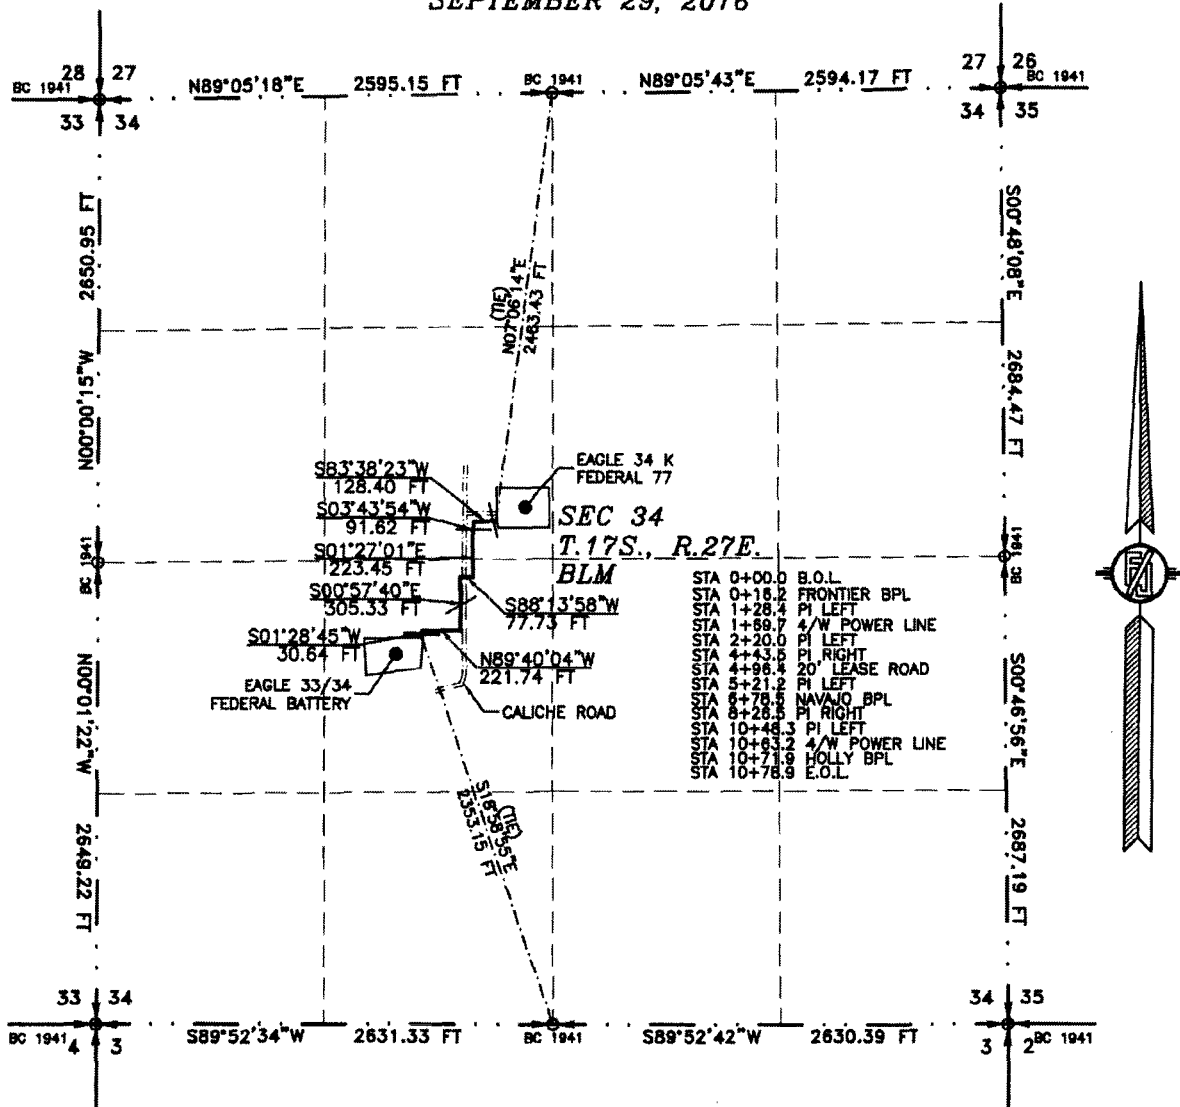 SEPTEMBER 29, 2016
28 27
BC 1941
33 34
N89°05'18"E 2595.15 FT
BC 1941
N89°05'43"E 2594.17 FT
27 26
BC 1941
34 35
N00°00'15"W 2650.95 FT
S00°48'08"E 2684.47 FT
(TIE)
N07°06'14"E
2463.43 FT
S83°38'23"W
128.40 FT
S03°43'54"W
91.62 FT
S01°27'01"E
223.45 FT
S00°57'40"E
305.33 FT
S01°28'45"W
30.64 FT
EAGLE 33/34
FEDERAL BATTERY
EAGLE 34 K
FEDERAL 77
SEC 34
T.17S., R.27E.
BLM
S88°13'58"W
77.73 FT
N89°40'04"W
221.74 FT
CALICHE ROAD
BC 1941
BC 1941
STA 0+00.0 B.O.L.
STA 0+16.2 FRONTIER BPL
STA 1+28.4 PI LEFT
STA 1+69.7 4/W POWER LINE
STA 2+20.0 PI LEFT
STA 4+43.5 PI RIGHT
STA 4+96.4 20' LEASE ROAD
STA 5+21.2 PI LEFT
STA 6+78.5 NAVAJO BPL
STA 8+26.5 PI RIGHT
STA 10+48.3 PI LEFT
STA 10+63.2 4/W POWER LINE
STA 10+71.9 HOLLY BPL
STA 10+78.9 E.O.L.
N00°01'22"W 2649.22 FT
S00°46'56"E 2687.19 FT
(TIE)
S18°58'55"E
2353.15 FT
33 34
BC 1941
4 3
S89°52'34"W 2631.33 FT
BC 1941
S89°52'42"W 2630.39 FT
34 35
3 2
BC 1941